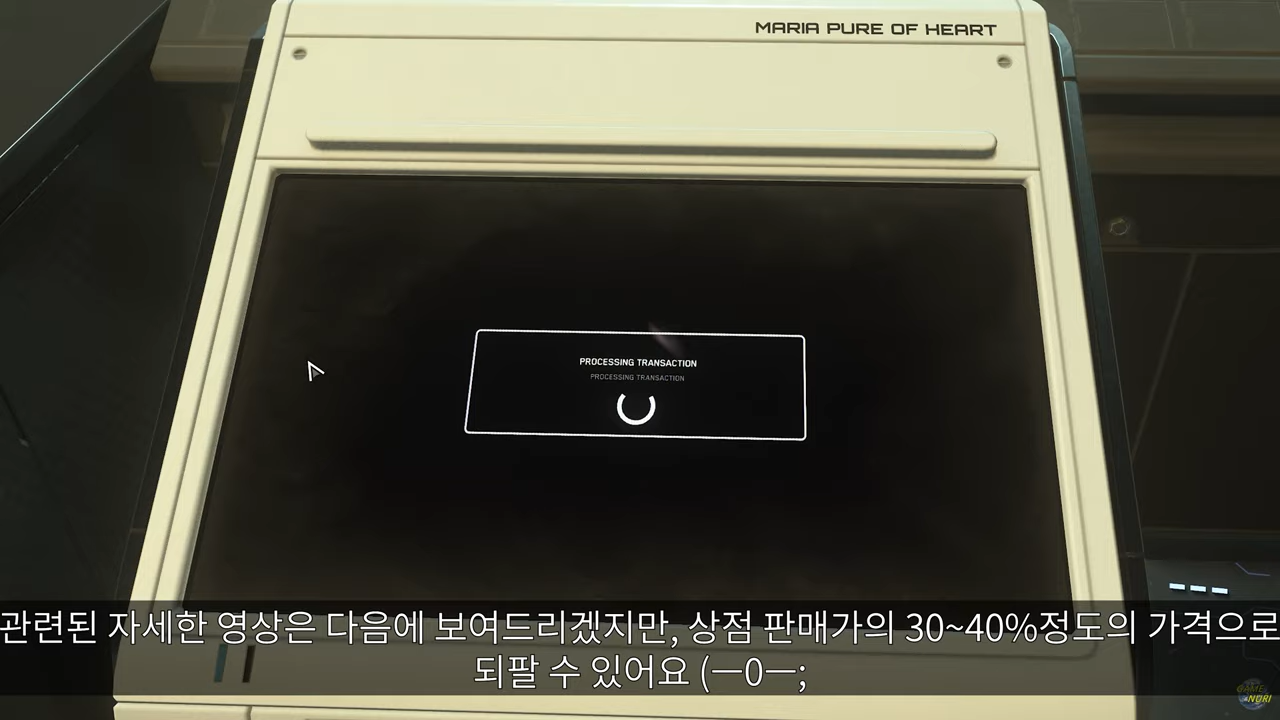 MARIA PURE OF HEART
PROCESSING TRANSACTION
PROCESSING TRANSACTION
관련된 자세한 영상은 다음에 보여드리겠지만, 상점 판매가의 30~40%정도의 가격으로
되팔 수 있어요 (ㅡ0ㅡ;
GAME
NORI